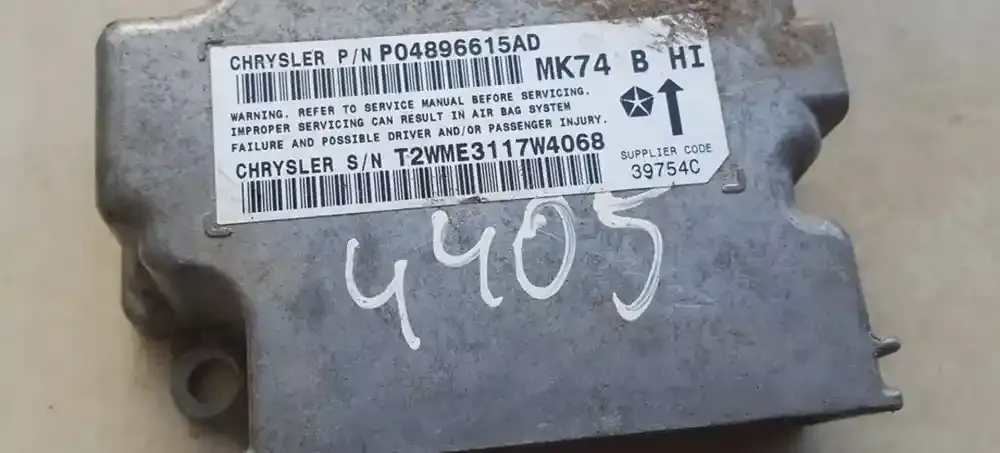 CHRYSLER P/N P04896615AD
MK74 B HI
WARNING. REFER TO SERVICE MANUAL BEFORE SERVICING.
IMPROPER SERVICING CAN RESULT IN AIR BAG SYSTEM
FAILURE AND POSSIBLE DRIVER AND/OR PASSENGER INJURY.
CHRYSLER S/N T2WME3117W4068
SUPPLIER CODE
39754C
4405